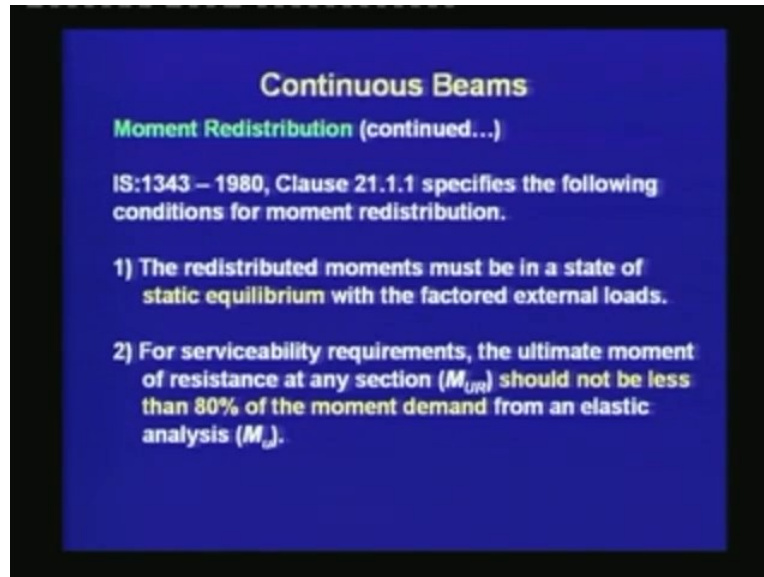 Continuous Beams
Moment Redistribution (continued...)
IS:1343 – 1980, Clause 21.1.1 specifies the following
conditions for moment redistribution.
1) The redistributed moments must be in a state of
static equilibrium with the factored external loads.
2) For serviceability requirements, the ultimate moment
of resistance at any section (MUR) should not be less
than 80% of the moment demand from an elastic
analysis (Mu).